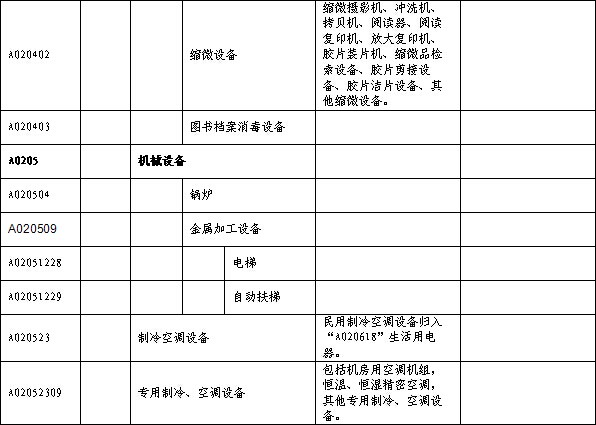 缩微摄影机、冲洗机、
拷贝机、阅读器、阅读
复印机、放大复印机、
胶片装片机、缩微品检
索设备、胶片剪接设
备、胶片洁片设备、其
他缩微设备。
A020402
缩微设备
A020403
图书档案消毒设备
A0205
机械设备
A020504
锅炉
A020509
金属加工设备
A02051228
电梯
A02051229
自动扶梯
A020523
制冷空调设备
民用制冷空调设备归入
“A020618”生活用电
器。
A02052309
专用制冷、空调设备
包括机房用空调机组，
恒温、恒湿精密空调，
其他专用制冷、空调设
备。